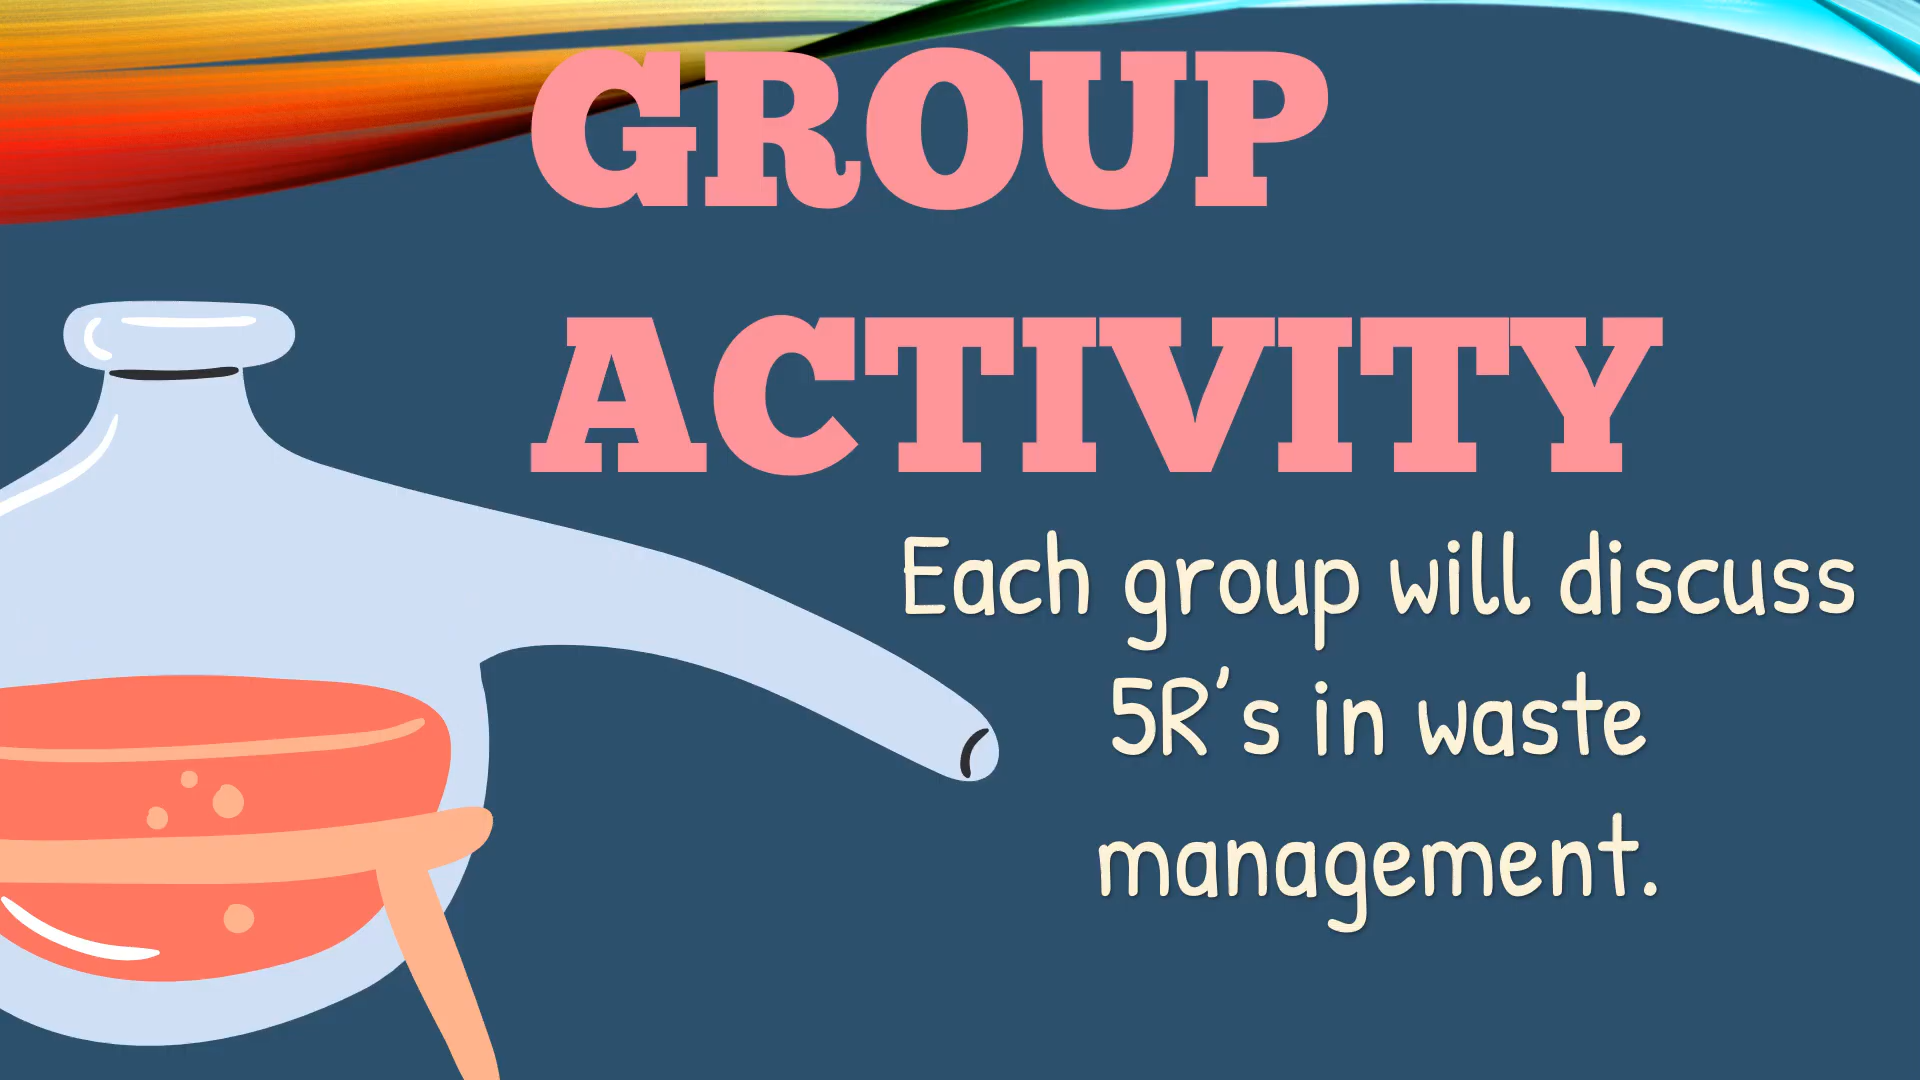 GROUP
ACTIVITY
Each group will discuss
5R's in waste
management.